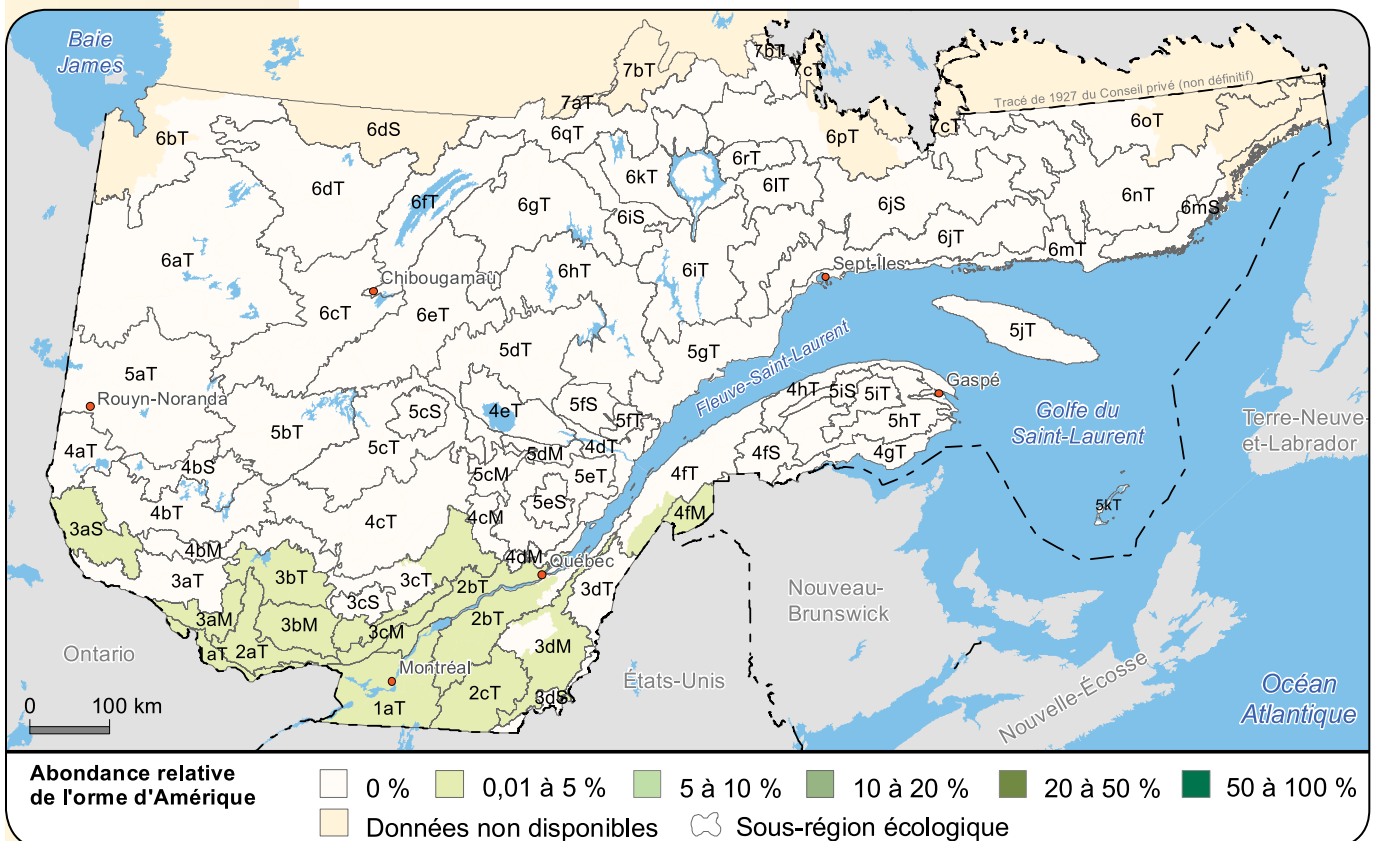 Baie
James
7bT
7bT
7cT
7aT
Tracé de 1927 du Conseil privé (non définitif)
6bT
6dS
6qT
6pT
7cT
6oT
6dT
6fT
6gT
6kT
6rT
6lT
6iS
6jS
6nT
6mS
6aT
6jT
6mT
6hT
6iT
Sept-Îles
Chibougamau
6cT
6eT
5dT
5gT
5jT
5aT
Rouyn-Noranda
Fleuve-Saint-Laurent
4hT
5iS
5iT
Gaspé
5cS
4eT
5fS
5fT
5hT
Golfe du
Saint-Laurent
Terre-Neuve-
et-Labrador
5bT
5cT
4aT
4bS
5dM
4dT
4fS
4gT
5cM
5eT
4fT
5eS
5kT
4bT
3aS
4cT
4cM
4fM
4bM
4dM
Québec
3aT
3bT
3cT
2bT
3dT
Nouveau-
Brunswick
3cS
3aM
3bM
3cM
2bT
3dM
Ontario
1aT
2aT
Montréal
États-Unis
2cT
3dS
1aT
Nouvelle-Écosse
Océan
Atlantique
0 100 km
Abondance relative
de l'orme d'Amérique
0 % 0,01 à 5 % 5 à 10 % 10 à 20 % 20 à 50 % 50 à 100 %
Données non disponibles Sous-région écologique